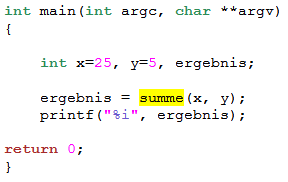 int main(int argc, char **argv)
{
int x=25, y=5, ergebnis;
ergebnis = summe(x, y);
printf("%i", ergebnis);
return 0;
}